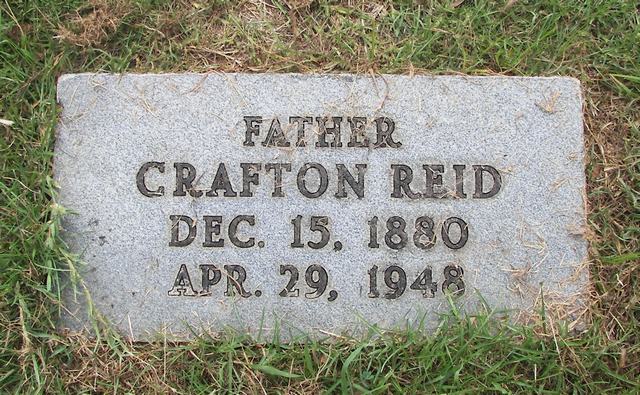 FATHER
CRAFTON REID
DEC. 15, 1880
APR. 29, 1948